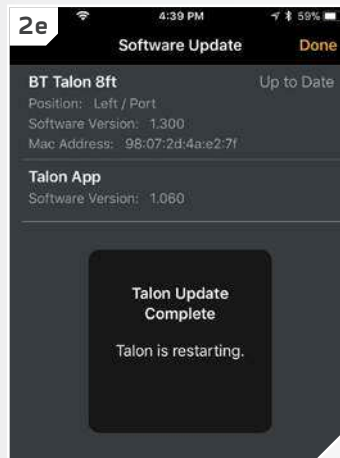 2e
4:39 PM
59%
Software Update
Done
BT Talon 8ft
Up to Date
Position: Left / Port
Software Version: 1.300
Mac Address: 98:07:2d:4a:e2:7f
Talon App
Software Version: 1.060
Talon Update
Complete
Talon is restarting.